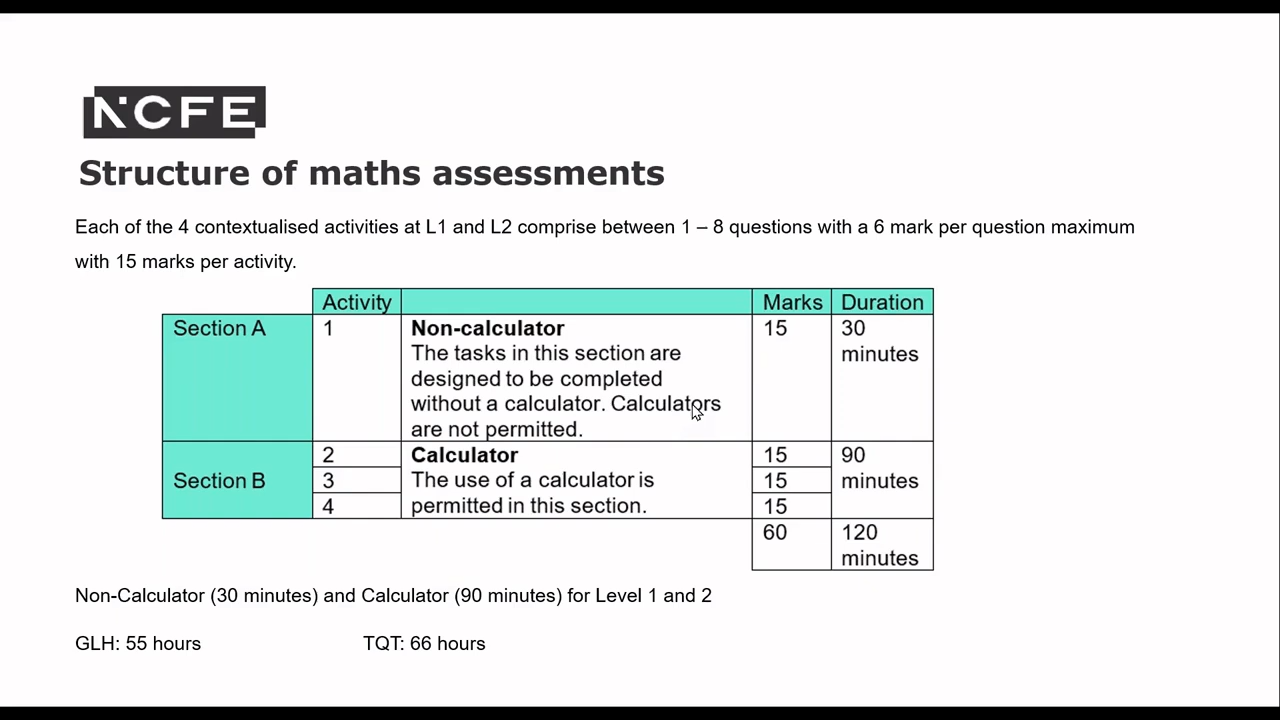 NCFE
Structure of maths assessments
Each of the 4 contextualised activities at L1 and L2 comprise between 1 – 8 questions with a 6 mark per question maximum
with 15 marks per activity.
Activity Marks Duration
Section A 1 Non-calculator 15 30
The tasks in this section are minutes
designed to be completed
without a calculator. Calculators
are not permitted.
2 Calculator 15 90
Section B 3 The use of a calculator is 15 minutes
4 permitted in this section. 15
60 120
minutes
Non-Calculator (30 minutes) and Calculator (90 minutes) for Level 1 and 2
GLH: 55 hours TQT: 66 hours